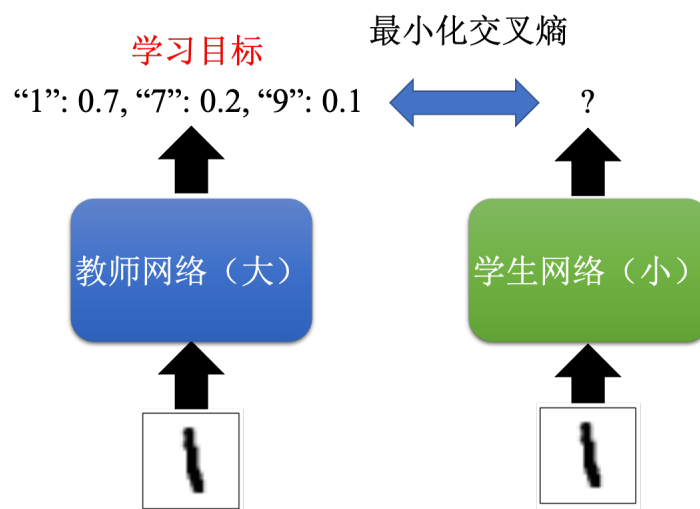 最小化交叉熵
学习目标
“1”: 0.7, “7”: 0.2, “9”: 0.1
?
教师网络（大）
学生网络（小）